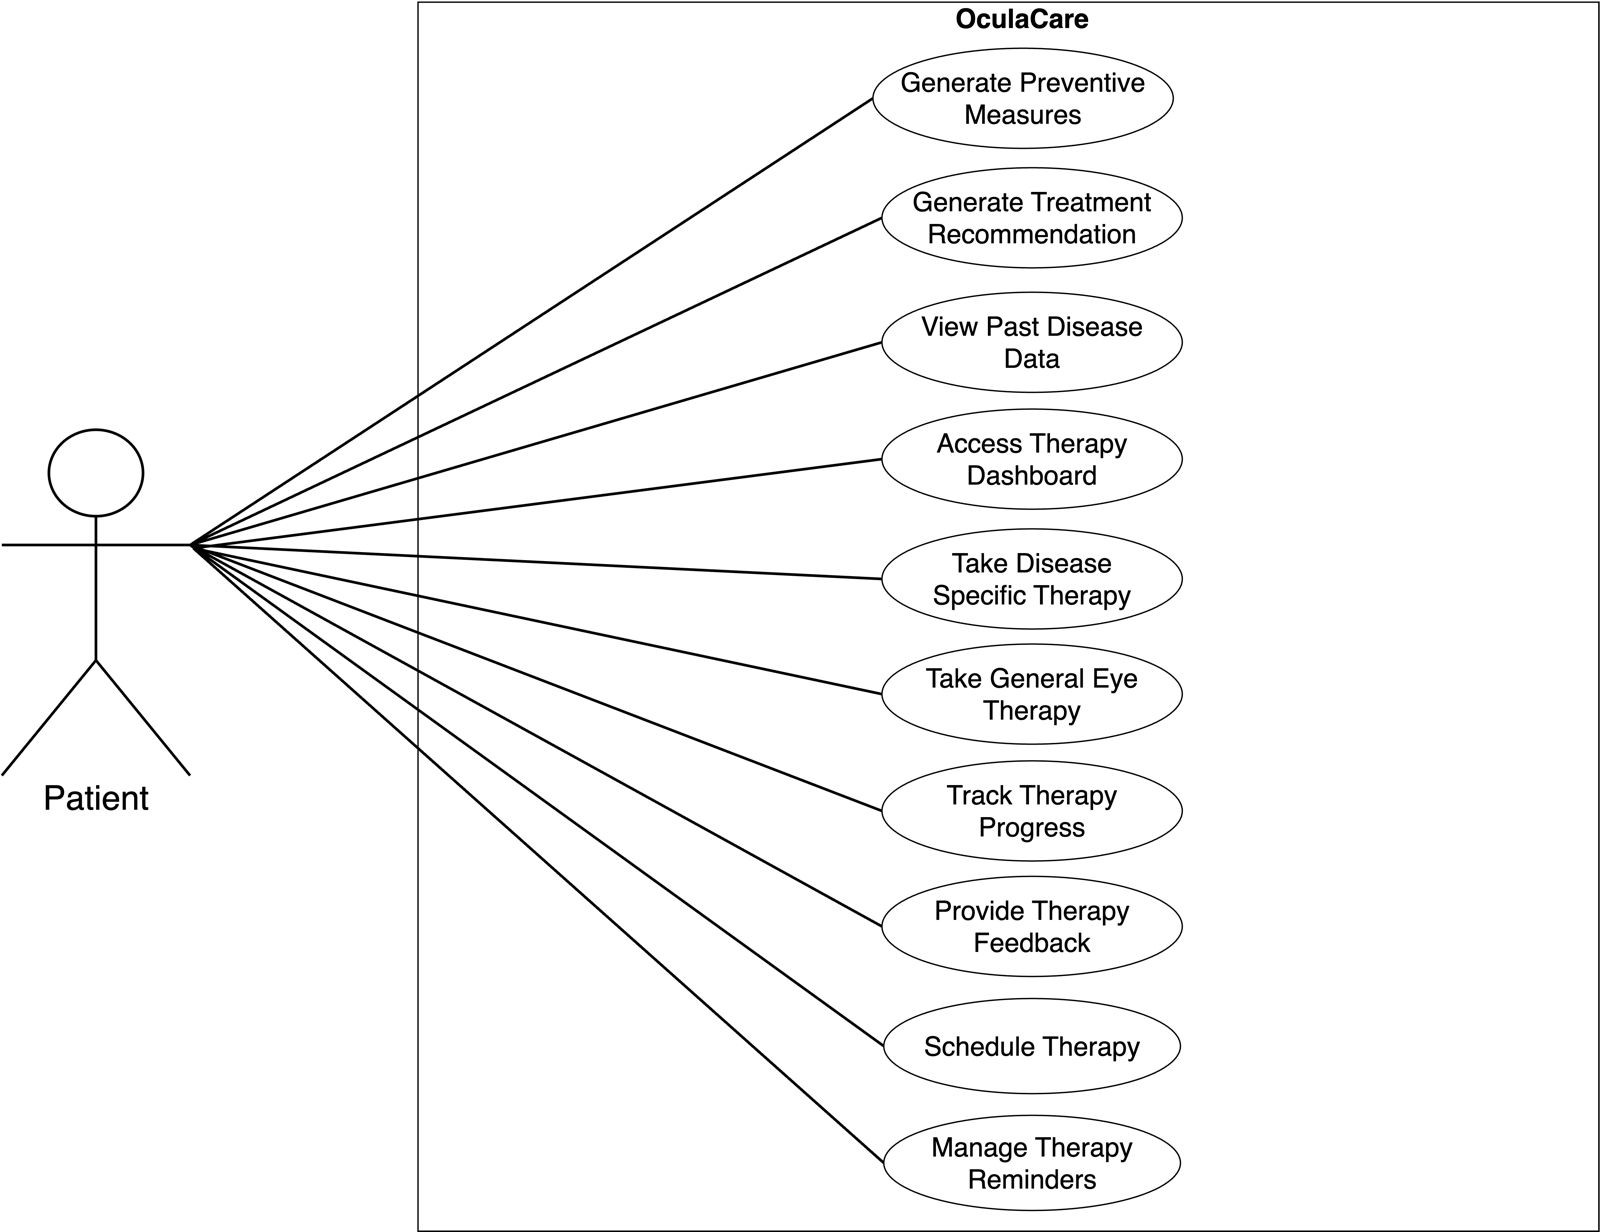 OculaCare
Generate Preventive
Measures
Generate Treatment
Recommendation
View Past Disease
Data
Access Therapy
Dashboard
Take Disease
Specific Therapy
Take General Eye
Therapy
Track Therapy
Progress
Provide Therapy
Feedback
Schedule Therapy
Manage Therapy
Reminders
Patient